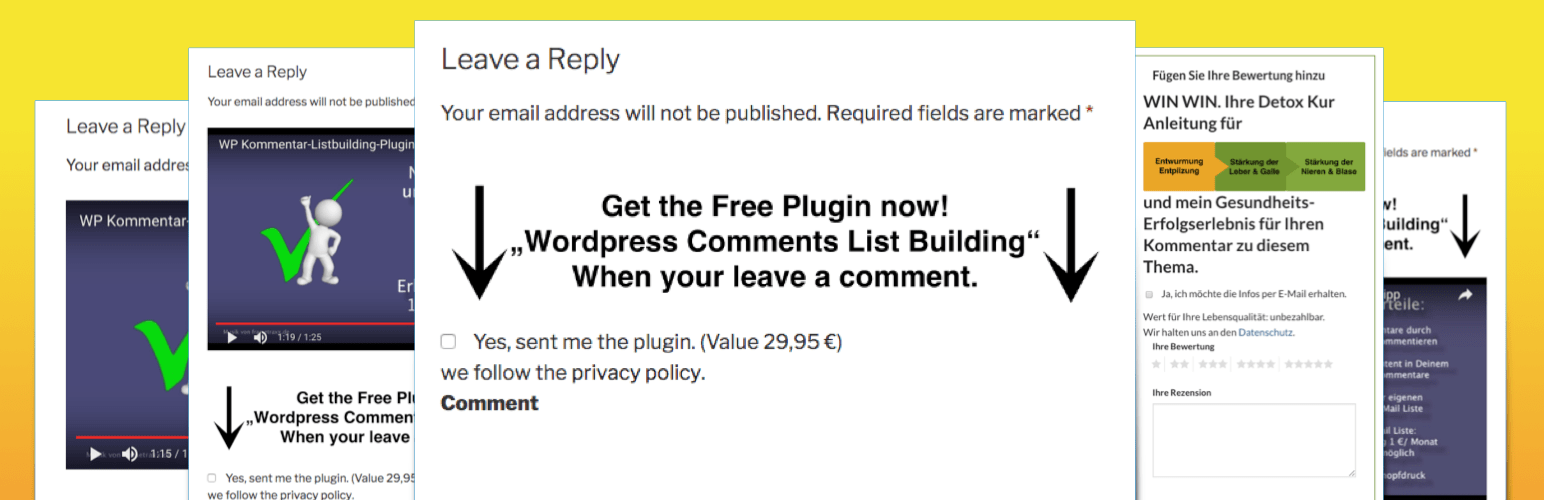 Leave a Reply
Your email addres
WP Kommentar-
1:15 / 1
Leave a Reply
Your email address will not be published
WP Kommentar-Listbuilding-Plugin
N
un
Er
1
1:19 / 1:25
Get the Free Pl
„Wordpress Commen
When your leave
Yes, sent me the plugin. (Value 29,95
we follow the privacy policy.
Leave a Reply
Your email address will not be published. Required fields are marked *
Get the Free Plugin now!
„Wordpress Comments List Building“
When your leave a comment.
Yes, sent me the plugin. (Value 29,95 €)
we follow the privacy policy.
Comment
Fügen Sie Ihre Bewertung hinzu
WIN WIN. Ihre Detox Kur
Anleitung für
Entwurmung
Entpilzung
Stärkung der
Leber & Galle
Stärkung der
Nieren & Blase
und mein Gesundheits-
Erfolgserlebnis für Ihren
Kommentar zu diesem
Thema.
Ja, ich möchte die Infos per E-Mail erhalten.
Wert für Ihre Lebensqualität: unbezahlbar.
Wir halten uns an den Datenschutz.
Ihre Bewertung
Ihre Rezension
ields are marked *
w!
uilding“
ent.
ipp
rteile:
ntare durch
mmentieren
tent in Deinem
mmentare
r eigenen
Mail Liste
il Liste:
1 €/ Monat
möglich
nopfdruck